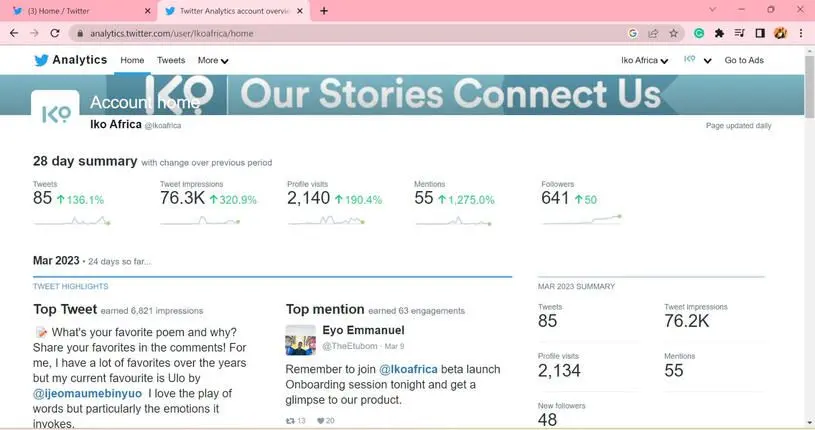 (3) Home / Twitter
Twitter Analytics account overvie
analytics.twitter.com/user/Ikoafrica/home
Analytics
Home
Tweets
More
Iko Africa
Go to Ads
Our Stories Connect Us
Account home
Iko Africa @Ikoafrica
Page updated daily
28 day summary with change over previous period
Tweets
85 136.1%
Tweet impressions
76.3K 320.9%
Profile visits
2,140 190.4%
Mentions
55 1,275.0%
Followers
641 50
Mar 2023 • 24 days so far...
TWEET HIGHLIGHTS
Top Tweet earned 6,821 impressions
📝 What's your favorite poem and why?
Share your favorites in the comments! For
me, I have a lot of favorites over the years
but my current favourite is Ulo by
@ijeomaumebinyuo I love the play of
words but particularly the emotions it
invokes.
Top mention earned 63 engagements
Eyo Emmanuel
@TheEtubom · Mar 9
Remember to join @Ikoafrica beta launch
Onboarding session tonight and get a
glimpse to our product.
13 20
MAR 2023 SUMMARY
Tweets
85
Tweet impressions
76.2K
Profile visits
2,134
Mentions
55
New followers
48